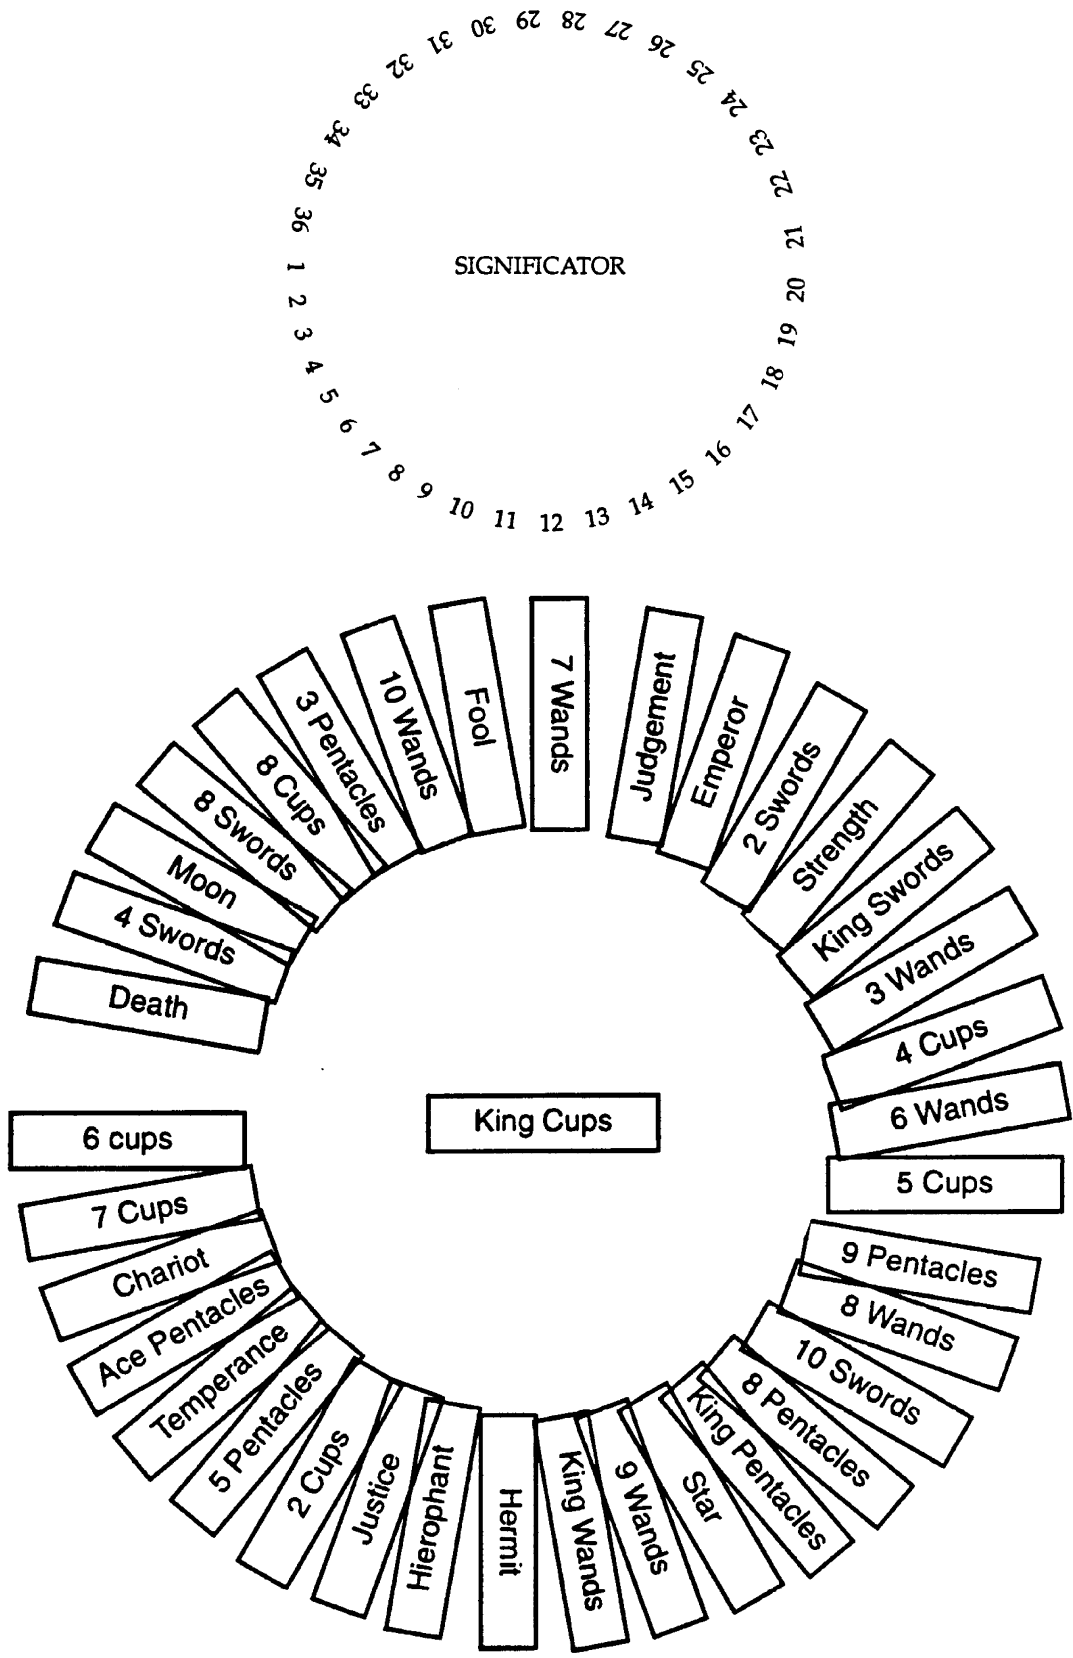 1
2
3
4
5
6
7
8
9
10
11
12
13
14
15
16
17
18
19
20
21
22
23
24
25
26
27
28
29
30
31
32
33
34
35
36
SIGNIFICATOR
6 cups
7 Cups
Chariot
Ace Pentacles
Temperance
5 Pentacles
2 Cups
Justice
Hierophant
Hermit
King Wands
9 Wands
Star
King Pentacles
8 Pentacles
10 Swords
8 Wands
9 Pentacles
5 Cups
6 Wands
4 Cups
3 Wands
King Swords
Strength
2 Swords
Emperor
Judgement
7 Wands
Fool
10 Wands
3 Pentacles
8 Cups
8 Swords
Moon
4 Swords
Death
King Cups